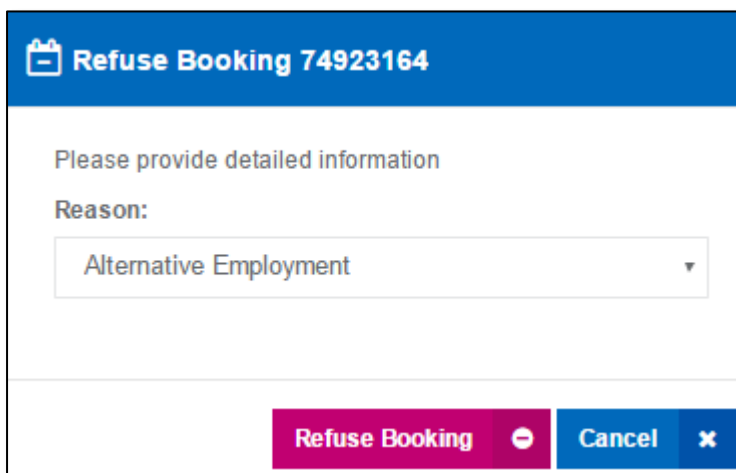 Refuse Booking 74923164
Please provide detailed information
Reason:
Alternative Employment
Refuse Booking Cancel